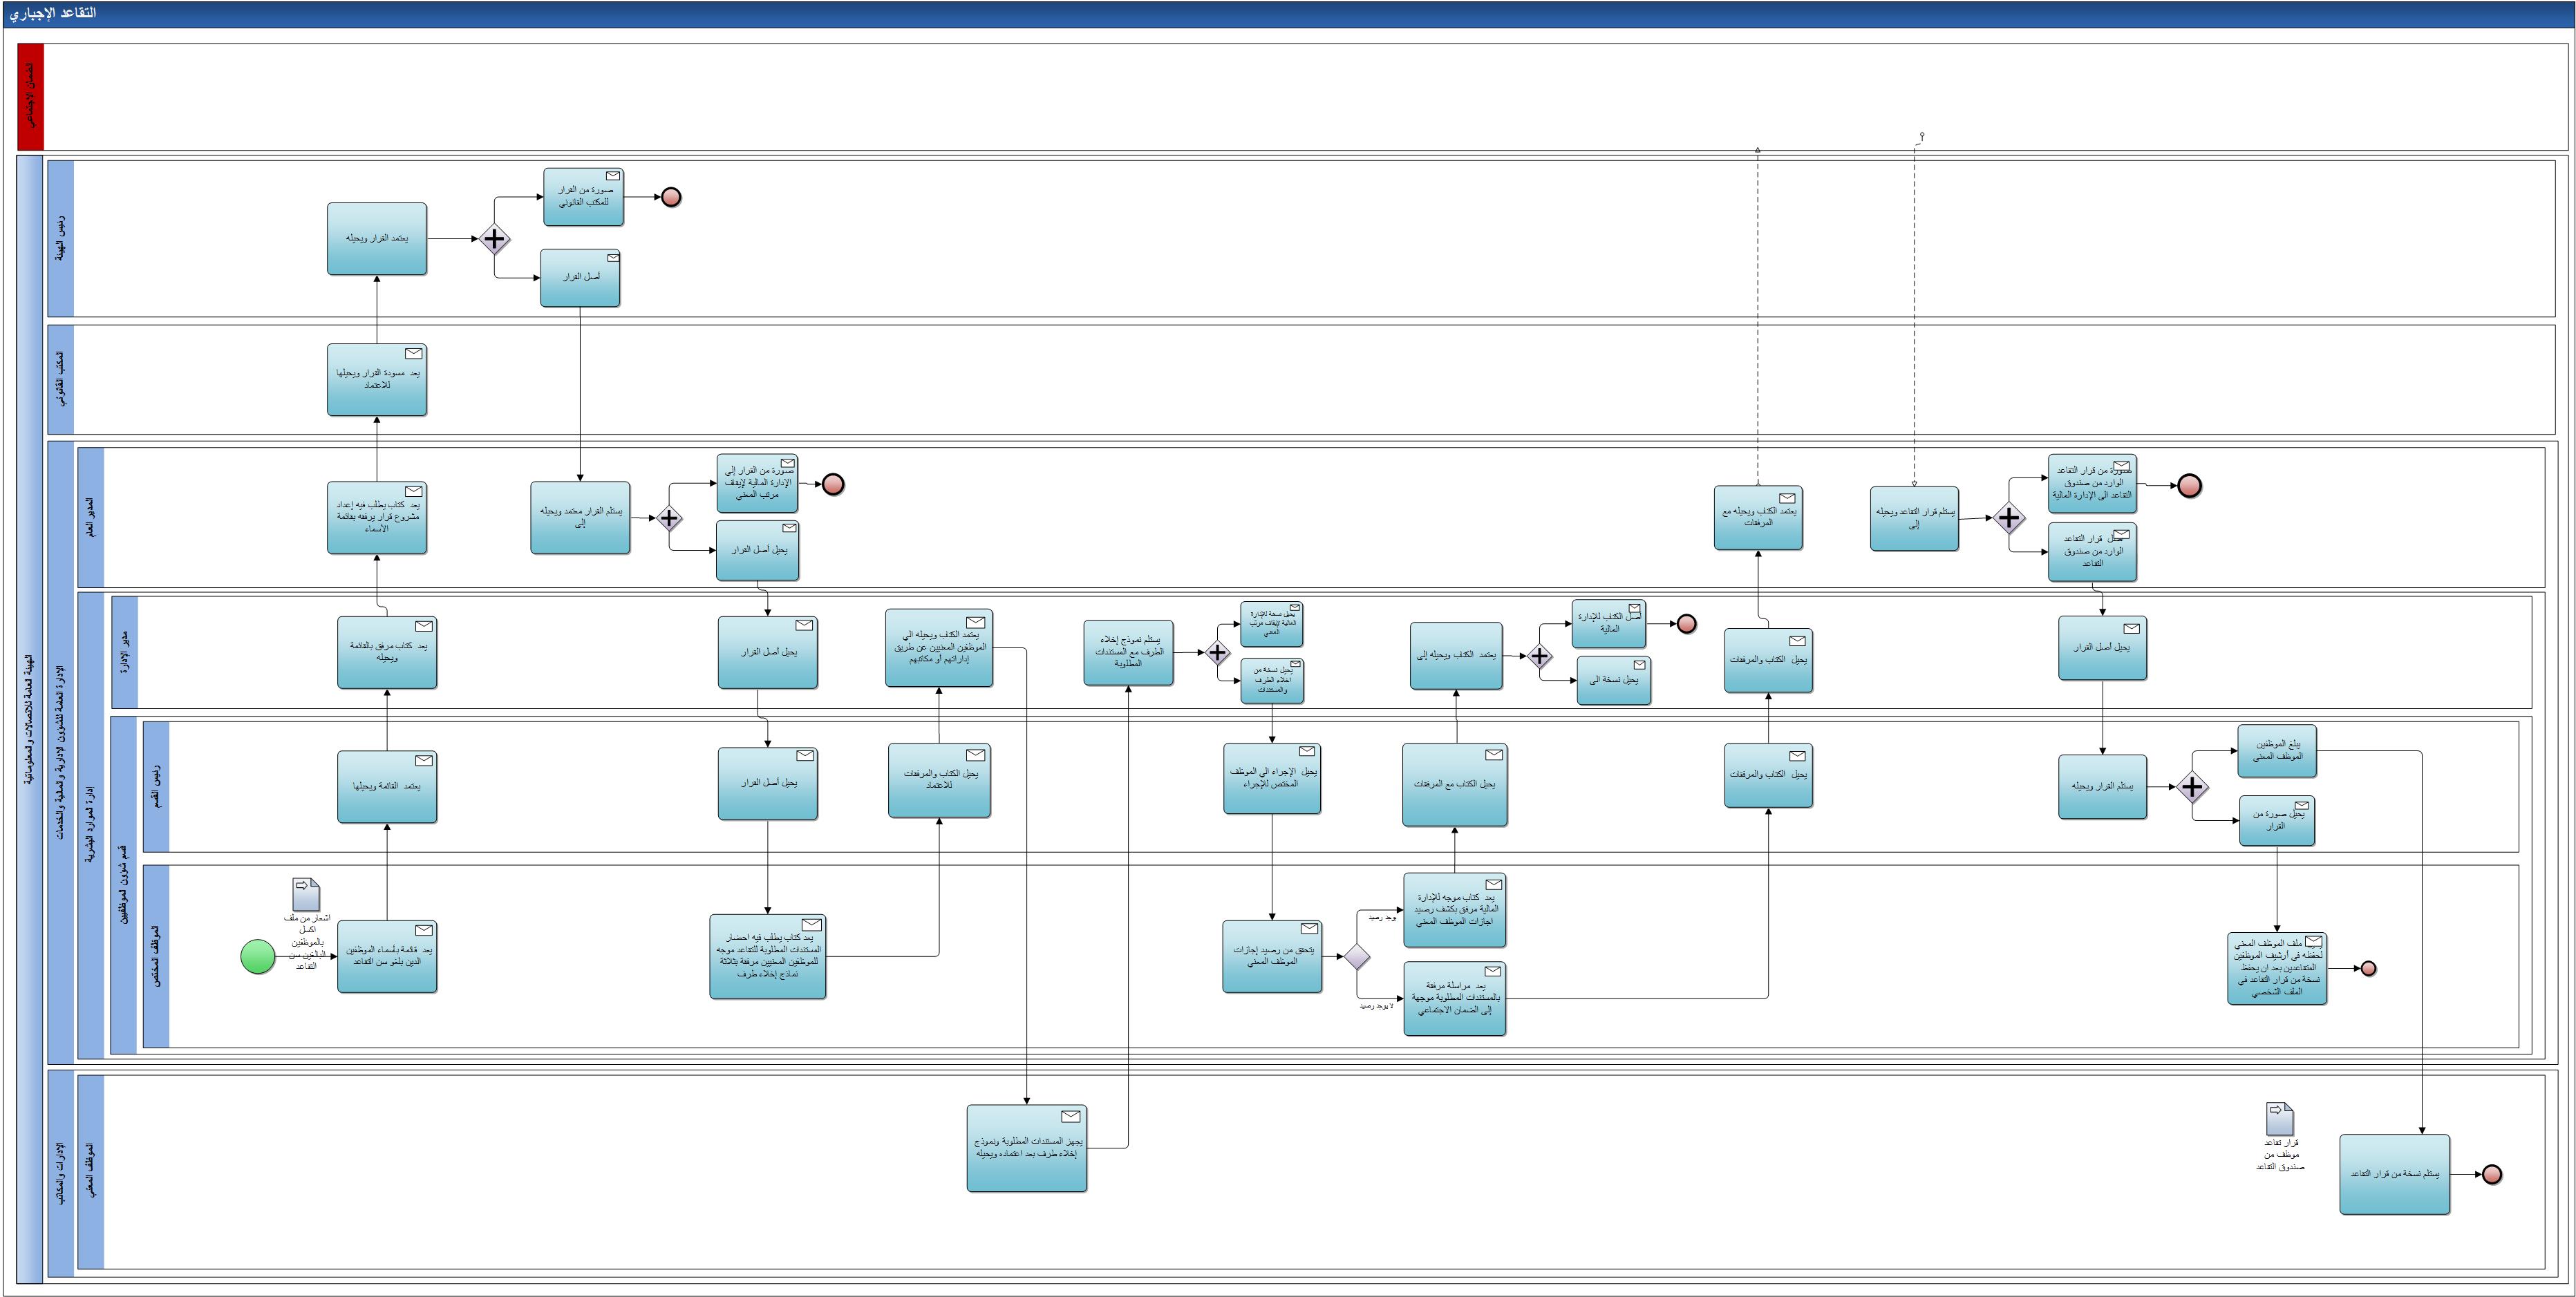 التقاعد الإجباري
الضمان الاجتماعي
الهيئة العامة للاتصالات والمعلوماتية
رئيس الهيئة
يعتمد القرار ويحيله
صورة من القرار
للمكتب القانوني
أصل القرار
المكتب القانوني
يعد مسودة القرار ويحيلها
للاعتماد
الإدارة العامة للشؤون الإدارية والمالية والخدمات
المدير العام
يعد كتاب يطلب فيه إعداد
مشروع قرار يرفقه بقائمة
الأسماء
يستلم القرار معتمد ويحيله
إلى
صورة من القرار إلي
الإدارة المالية لإيقاف
مرتب المعني
يحيل أصل القرار
يعتمد الكتاب ويحيله مع
المرفقات
يستلم قرار التقاعد ويحيله
إلى
صورة من قرار التقاعد
الوارد من صندوق
التقاعد الى الإدارة المالية
قرار التقاعد
الوارد من صندوق
التقاعد
إدارة الموارد البشرية
مدير الإدارة
يعد كتاب مرفق بالقائمة
ويحيله
يحيل أصل القرار
يعتمد الكتاب ويحيله الي
الموظفين المعنيين عن طريق
إداراتهم أو مكاتبهم
يستلم نموذج إخلاء
الطرف مع المستندات
المطلوبة
يحيل نسخة للإدارة
المالية لإيقاف مرتب
المعني
يحيل نسخة من
اخلاء الطرف
والمستندات
يعتمد الكتاب ويحيله إلى
أصل الكتاب للإدارة
المالية
يحيل نسخة الى
يحيل الكتاب والمرفقات
يحيل أصل القرار
قسم شؤون الموظفيين
رئيس القسم
يعتمد القائمة ويحيلها
يحيل أصل القرار
يحيل الكتاب والمرفقات
للاعتماد
يحيل الإجراء الي الموظف
المختص للإجراء
يحيل الكتاب مع المرفقات
يحيل الكتاب والمرفقات
يستلم القرار ويحيله
يبلغ الموظفين
الموظف المعني
يحيل صورة من
القرار
الموظف المختص
اشعار من ملف
اكسل
بالموظفين
البالغين سن
التقاعد
يعد قائمة بأسماء الموظفين
الذين بلغو سن التقاعد
يعد كتاب يطلب فيه احضار
المستندات المطلوبة للتقاعد موجه
للموظفين المعنيين مرفقة بثلاثة
نماذج إخلاء طرف
يتحقق من رصيد إجازات
الموظف المعني
يوجد رصيد
لا يوجد رصيد
يعد كتاب موجه للإدارة
المالية مرفق بكشف رصيد
اجازات الموظف المعني
يعد مراسلة مرفقة
بالمستندات المطلوبة موجهة
إلى الضمان الاجتماعي
ملف الموظف المعني
لحفظه في أرشيف الموظفين
المتقاعدين بعد ان يحفظ
نسخة من قرار التقاعد في
الملف الشخصي
الإدارات والمكاتب
الموظف المعني
يجهز المستندات المطلوبة ونموذج
إخلاء طرف بعد اعتماده ويحيله
قرار تقاعد
موظف من
صندوق التقاعد
يستلم نسخة من قرار التقاعد